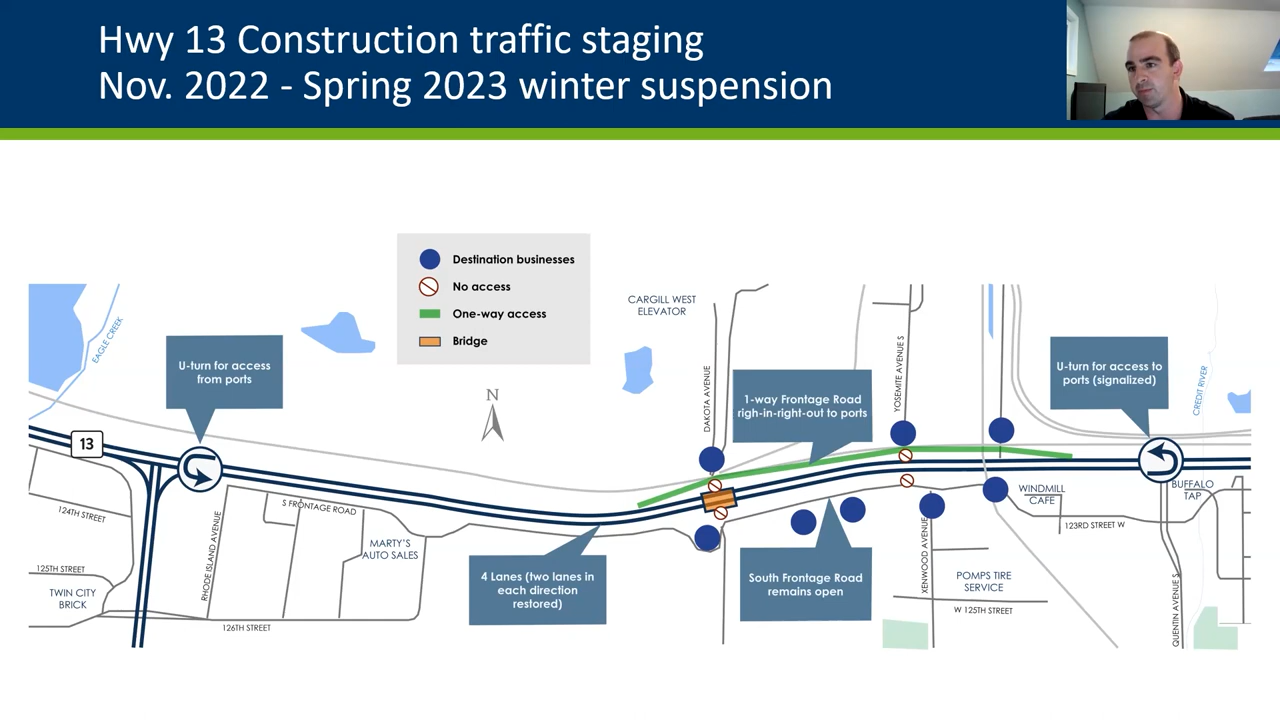 Hwy 13 Construction traffic staging
Nov. 2022 - Spring 2023 winter suspension
Destination businesses
No access
One-way access
Bridge
CARGILL WEST
ELEVATOR
EAGLE CREEK
U-turn for access
from ports
N
DAKOTA AVENUE
1-way Frontage Road
righ-in-right-out to ports
YOSEMITE AVENUE S
U-turn for access to
ports (signalized)
CREDIT RIVER
13
124TH STREET
125TH STREET
TWIN CITY
BRICK
RHODE ISLAND AVENUE
S FRONTAGE ROAD
MARTY'S
AUTO SALES
126TH STREET
4 Lanes (two lanes in
each direction
restored)
South Frontage Road
remains open
XENWOOD AVENUE
WINDMILL
CAFE
123RD STREET W
BUFFALO
TAP
POMPS TIRE
SERVICE
W 125TH STREET
QUENTIN AVENUE S